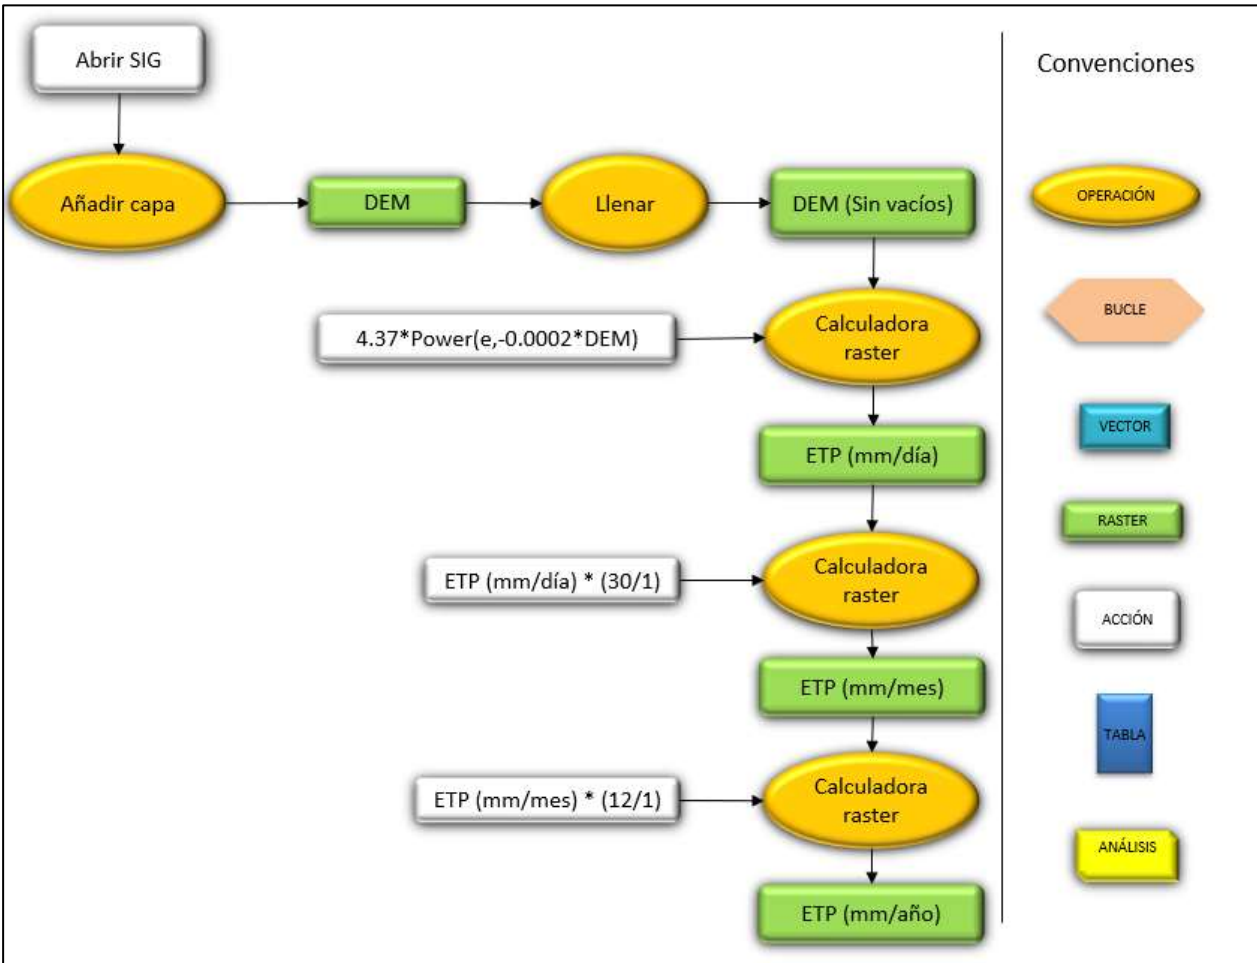 Abrir SIG
Añadir capa
DEM
Llenar
DEM (Sin vacíos)
4.37*Power(e,-0.0002*DEM)
Calculadora
raster
ETP (mm/día)
ETP (mm/día) * (30/1)
Calculadora
raster
ETP (mm/mes)
ETP (mm/mes) * (12/1)
Calculadora
raster
ETP (mm/año)
Convenciones
OPERACIÓN
BUCLE
VECTOR
RASTER
ACCIÓN
TABLA
ANÁLISIS